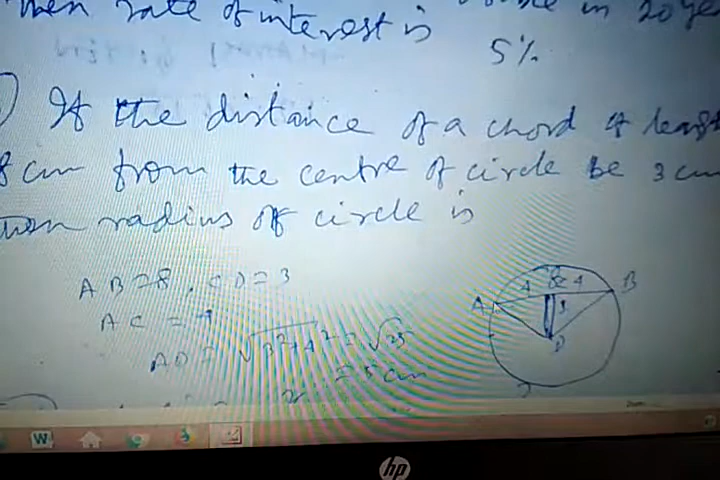 then rate of interest is
5%
If the distance of a chord of leng
8 cm from the centre of circle be 3 cm
then radius of circle is
AB=8, CD=3
AC = 4
AD = √3²+4² = √25
= 5 cm
A 4 C 4 B
3
D
W
hp